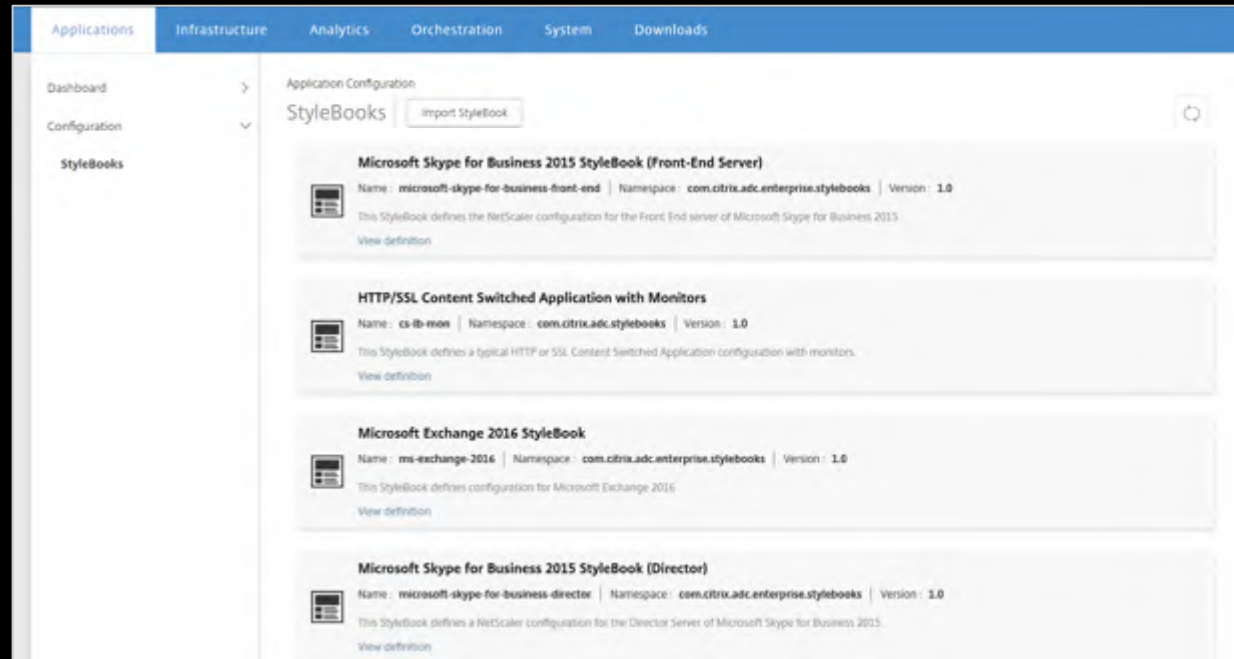 Applications Infrastructure Analytics Orchestration System Downloads
Dashboard
Configuration
StyleBooks
Application Configuration
StyleBooks Import StyleBook
Microsoft Skype for Business 2015 StyleBook (Front-End Server)
Name : microsoft-skype-for-business-front-end | Namespace : com.citrix.adc.enterprise.stylebooks | Version : 1.0
This StyleBook defines the NetScaler configuration for the Front End server of Microsoft Skype for Business 2015.
View definition
HTTP/SSL Content Switched Application with Monitors
Name : cs-lb-mon | Namespace : com.citrix.adc.stylebooks | Version : 1.0
This StyleBook defines a typical HTTP or SSL Content Switched Application configuration with monitors.
View definition
Microsoft Exchange 2016 StyleBook
Name : ms-exchange-2016 | Namespace : com.citrix.adc.enterprise.stylebooks | Version : 1.0
This StyleBook defines configuration for Microsoft Exchange 2016
View definition
Microsoft Skype for Business 2015 StyleBook (Director)
Name : microsoft-skype-for-business-director | Namespace : com.citrix.adc.enterprise.stylebooks | Version : 1.0
This StyleBook defines a NetScaler configuration for the Director Server of Microsoft Skype for Business 2015.
View definition